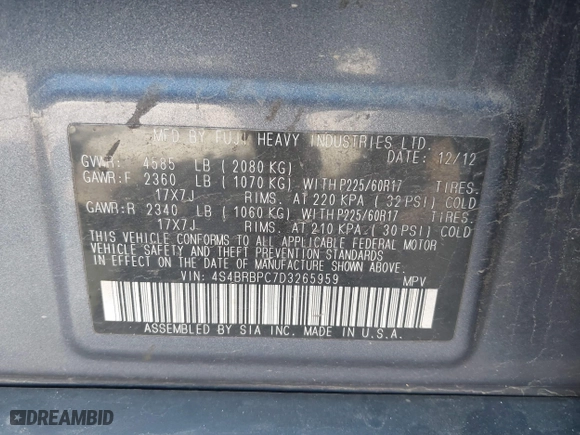 MFD BY FUJI HEAVY INDUSTRIES LTD.
DATE: 12/12
GVWR: 4585 LB (2080 KG)
GAWR:F 2360 LB (1070 KG) WITH P225/60R17 TIRES.
17X7J RIMS. AT 220 KPA (32 PSI) COLD
GAWR:R 2340 LB (1060 KG) WITH P225/60R17 TIRES.
17X7J RIMS. AT 210 KPA (30 PSI) COLD
THIS VEHICLE CONFORMS TO ALL APPLICABLE FEDERAL MOTOR
VEHICLE SAFETY AND THEFT PREVENTION STANDARDS
IN EFFECT ON THE DATE OF MANUFACTURE SHOWN ABOVE.
VIN: 4S4BRBPC7D3265959 MPV
ASSEMBLED BY SIA INC. MADE IN U.S.A.
DREAMBID